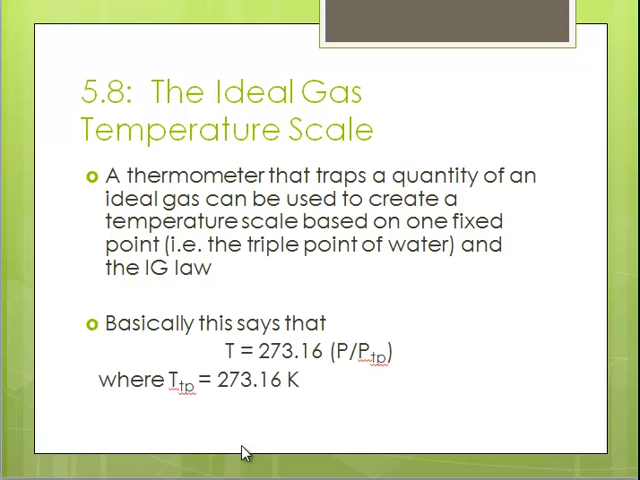 5.8:  The Ideal Gas
Temperature Scale
A thermometer that traps a quantity of an
ideal gas can be used to create a
temperature scale based on one fixed
point (i.e. the triple point of water) and
the IG law
Basically this says that
T = 273.16 (P/Ptp)
where Ttp = 273.16 K